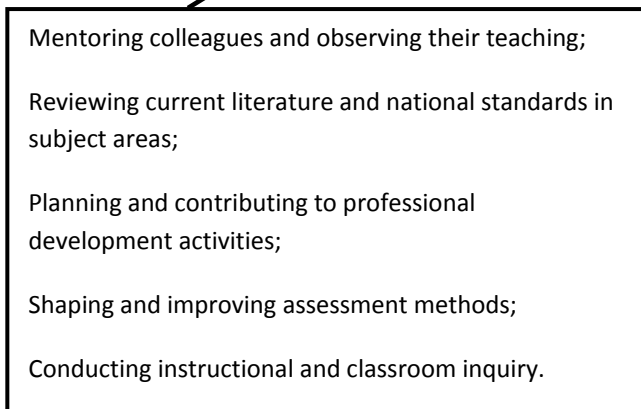 Mentoring colleagues and observing their teaching;
Reviewing current literature and national standards in
subject areas;
Planning and contributing to professional
development activities;
Shaping and improving assessment methods;
Conducting instructional and classroom inquiry.